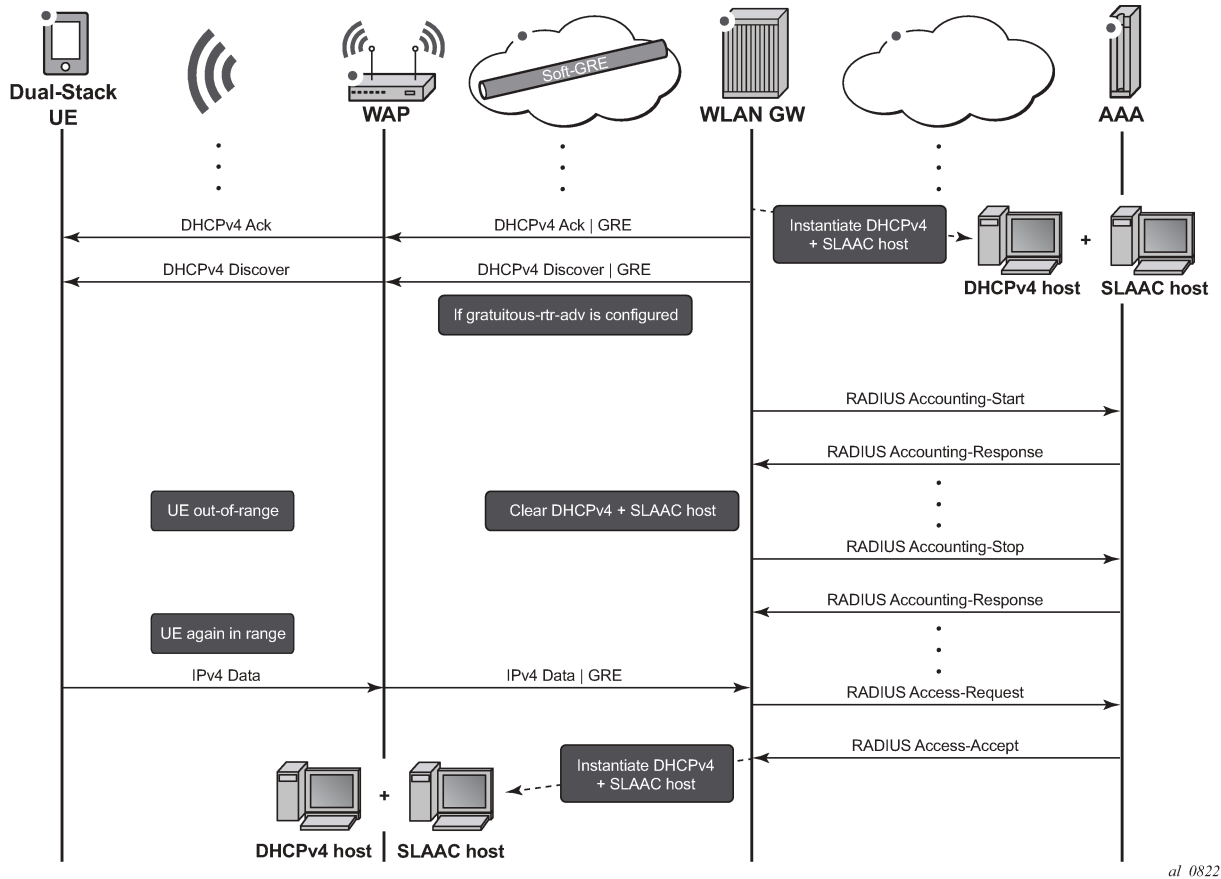 Soft-GRE
Dual-Stack
UE
WAP
WLAN GW
AAA
DHCPv4 Ack
DHCPv4 Ack | GRE
Instantiate DHCPv4
+ SLAAC host
+
DHCPv4 Discover
DHCPv4 Discover | GRE
DHCPv4 host
SLAAC host
If gratuitous-rtr-adv is configured
RADIUS Accounting-Start
RADIUS Accounting-Response
UE out-of-range
Clear DHCPv4 + SLAAC host
RADIUS Accounting-Stop
RADIUS Accounting-Response
UE again in range
IPv4 Data
IPv4 Data | GRE
RADIUS Access-Request
RADIUS Access-Accept
Instantiate DHCPv4
+ SLAAC host
+
DHCPv4 host
SLAAC host
al_0822